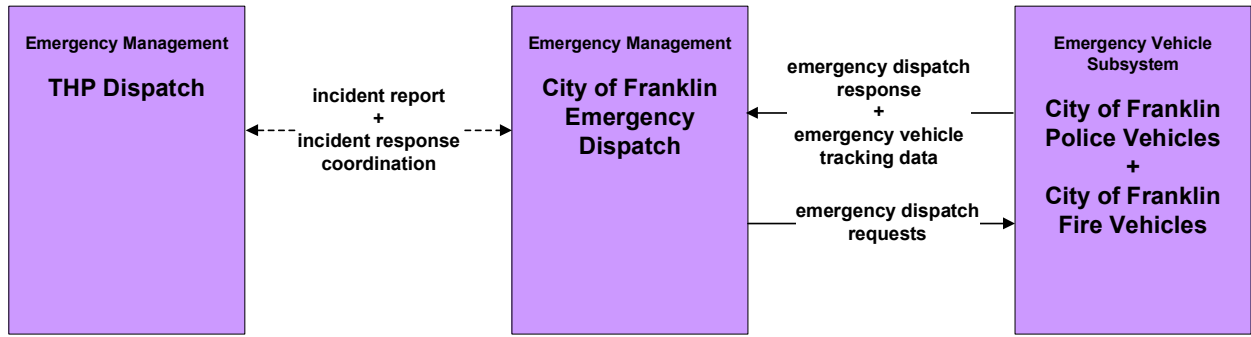 Emergency Management
THP Dispatch
incident report
+
incident response
coordination
Emergency Management
City of Franklin
Emergency
Dispatch
emergency dispatch
response
+
emergency vehicle
tracking data
emergency dispatch
requests
Emergency Vehicle
Subsystem
City of Franklin
Police Vehicles
+
City of Franklin
Fire Vehicles